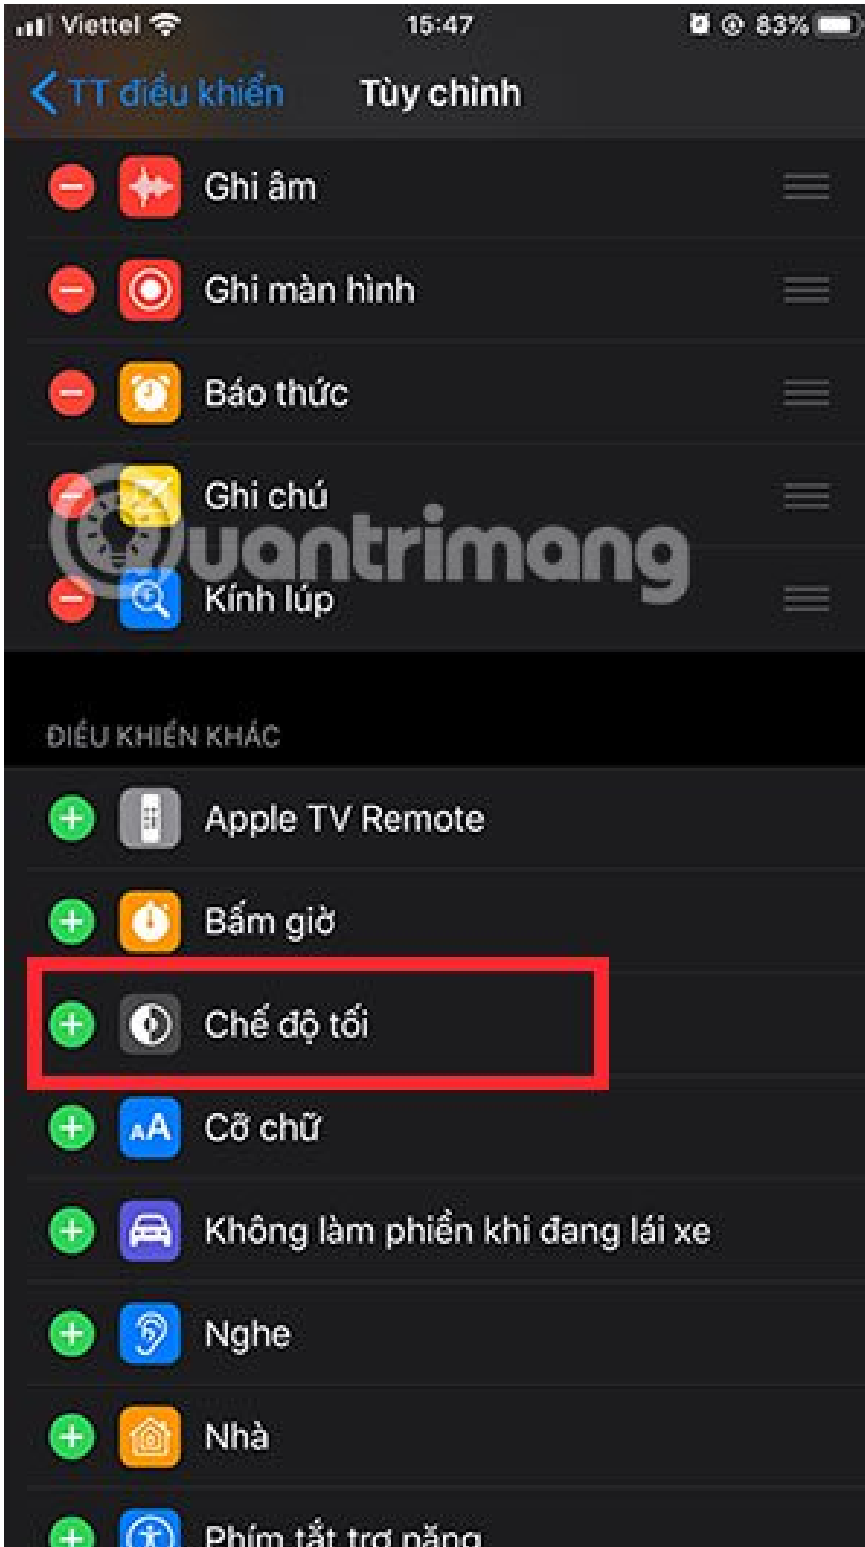 Viettel 15:47 83%
TT điều khiển Tùy chỉnh
Ghi âm
Ghi màn hình
Báo thức
Ghi chú
Quantrimang
Kính lúp
ĐIỀU KHIỂN KHÁC
Apple TV Remote
Bấm giờ
Chế độ tối
AA Cỡ chữ
Không làm phiền khi đang lái xe
Nghe
Nhà
Phím tắt trợ năng